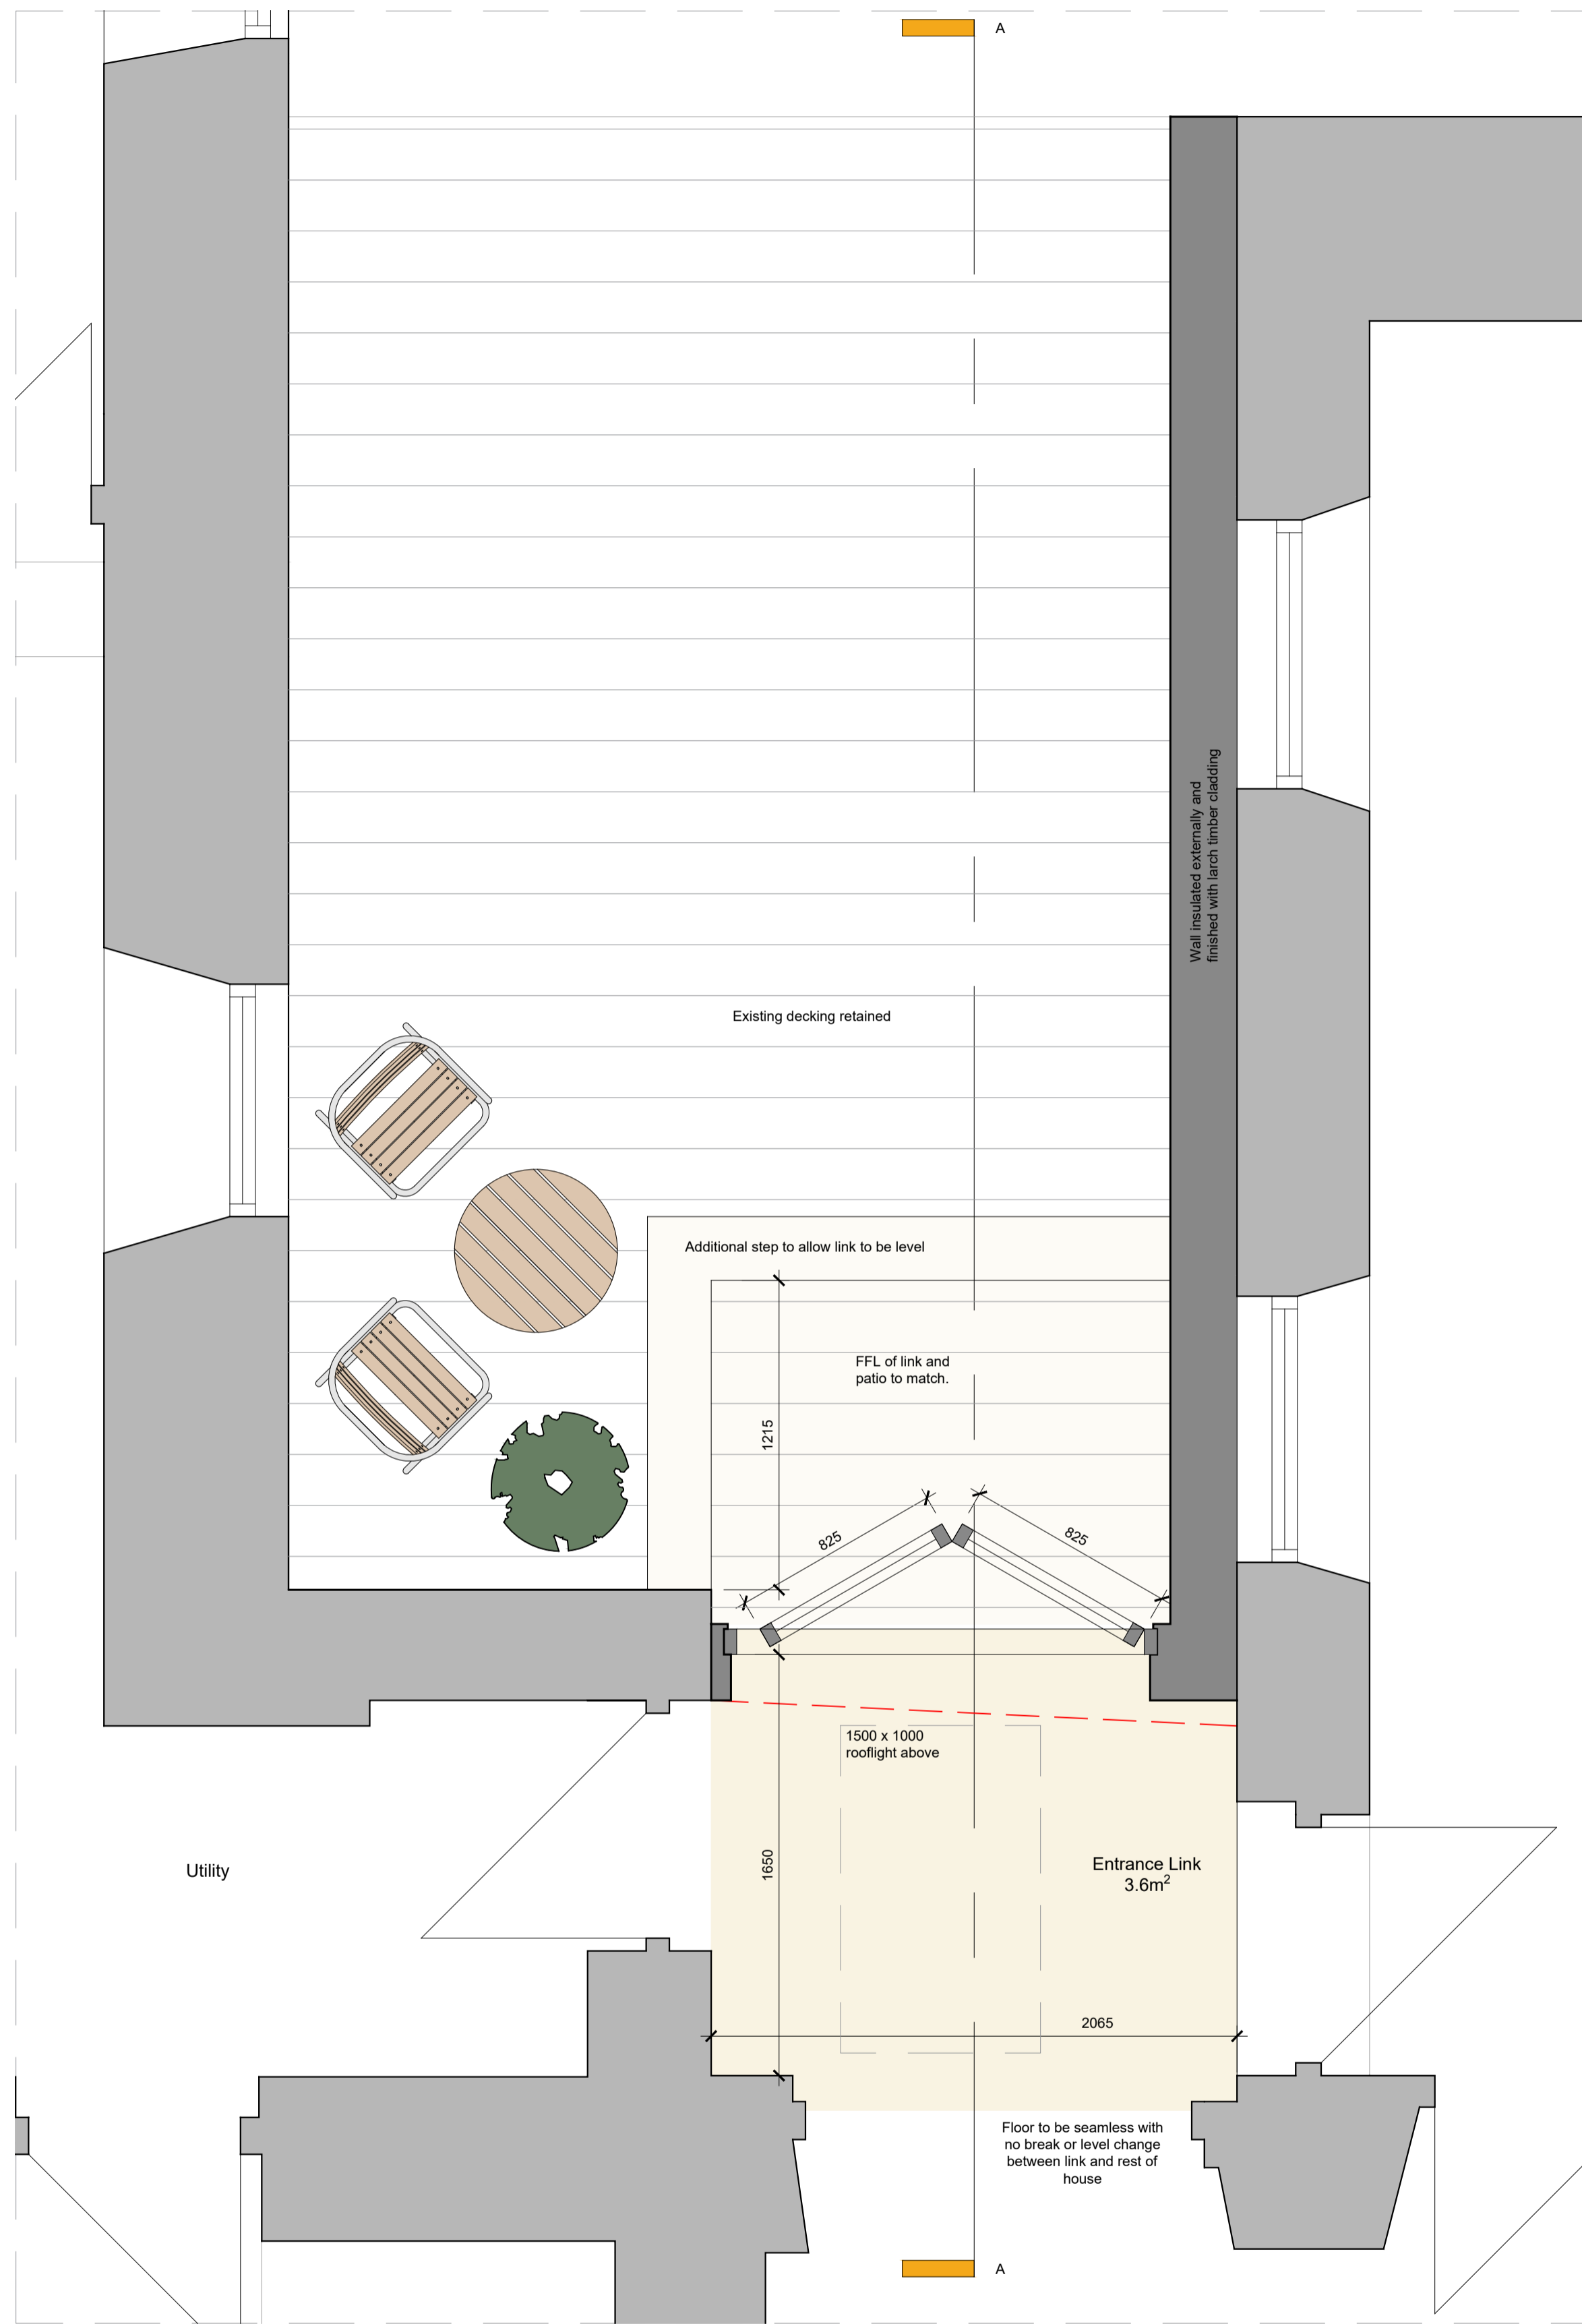 A
Wall insulated externally and
finished with larch timber cladding
Existing decking retained
Additional step to allow link to be level
FFL of link and
patio to match.
1215
825
825
1500 x 1000
rooflight above
1650
Utility
Entrance Link
3.6m²
2065
Floor to be seamless with
no break or level change
between link and rest of
house
A